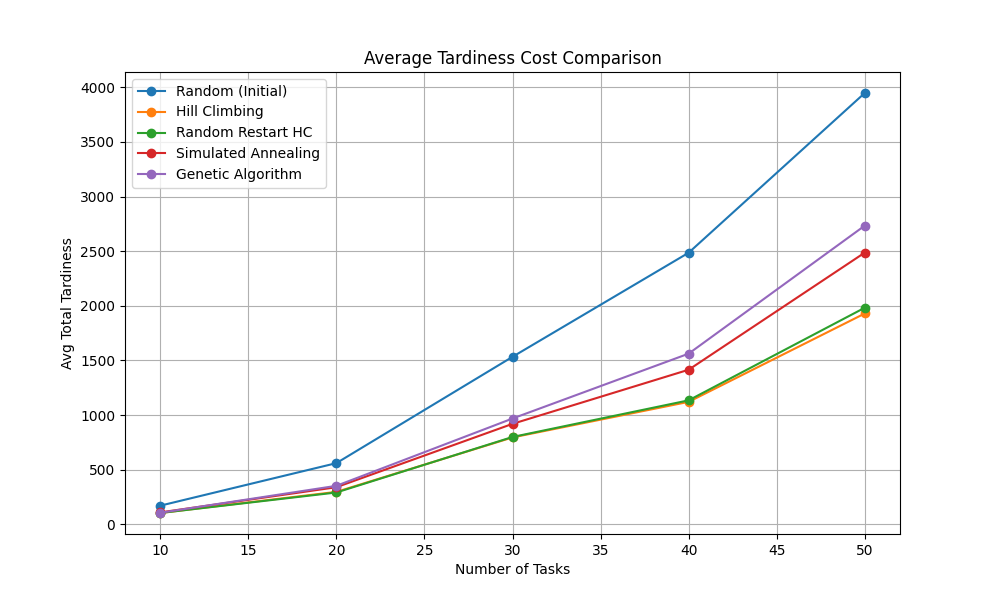 Average Tardiness Cost Comparison
Random (Initial)
Hill Climbing
Random Restart HC
Simulated Annealing
Genetic Algorithm
Avg Total Tardiness
4000
3500
3000
2500
2000
1500
1000
500
0
10 15 20 25 30 35 40 45 50
Number of Tasks